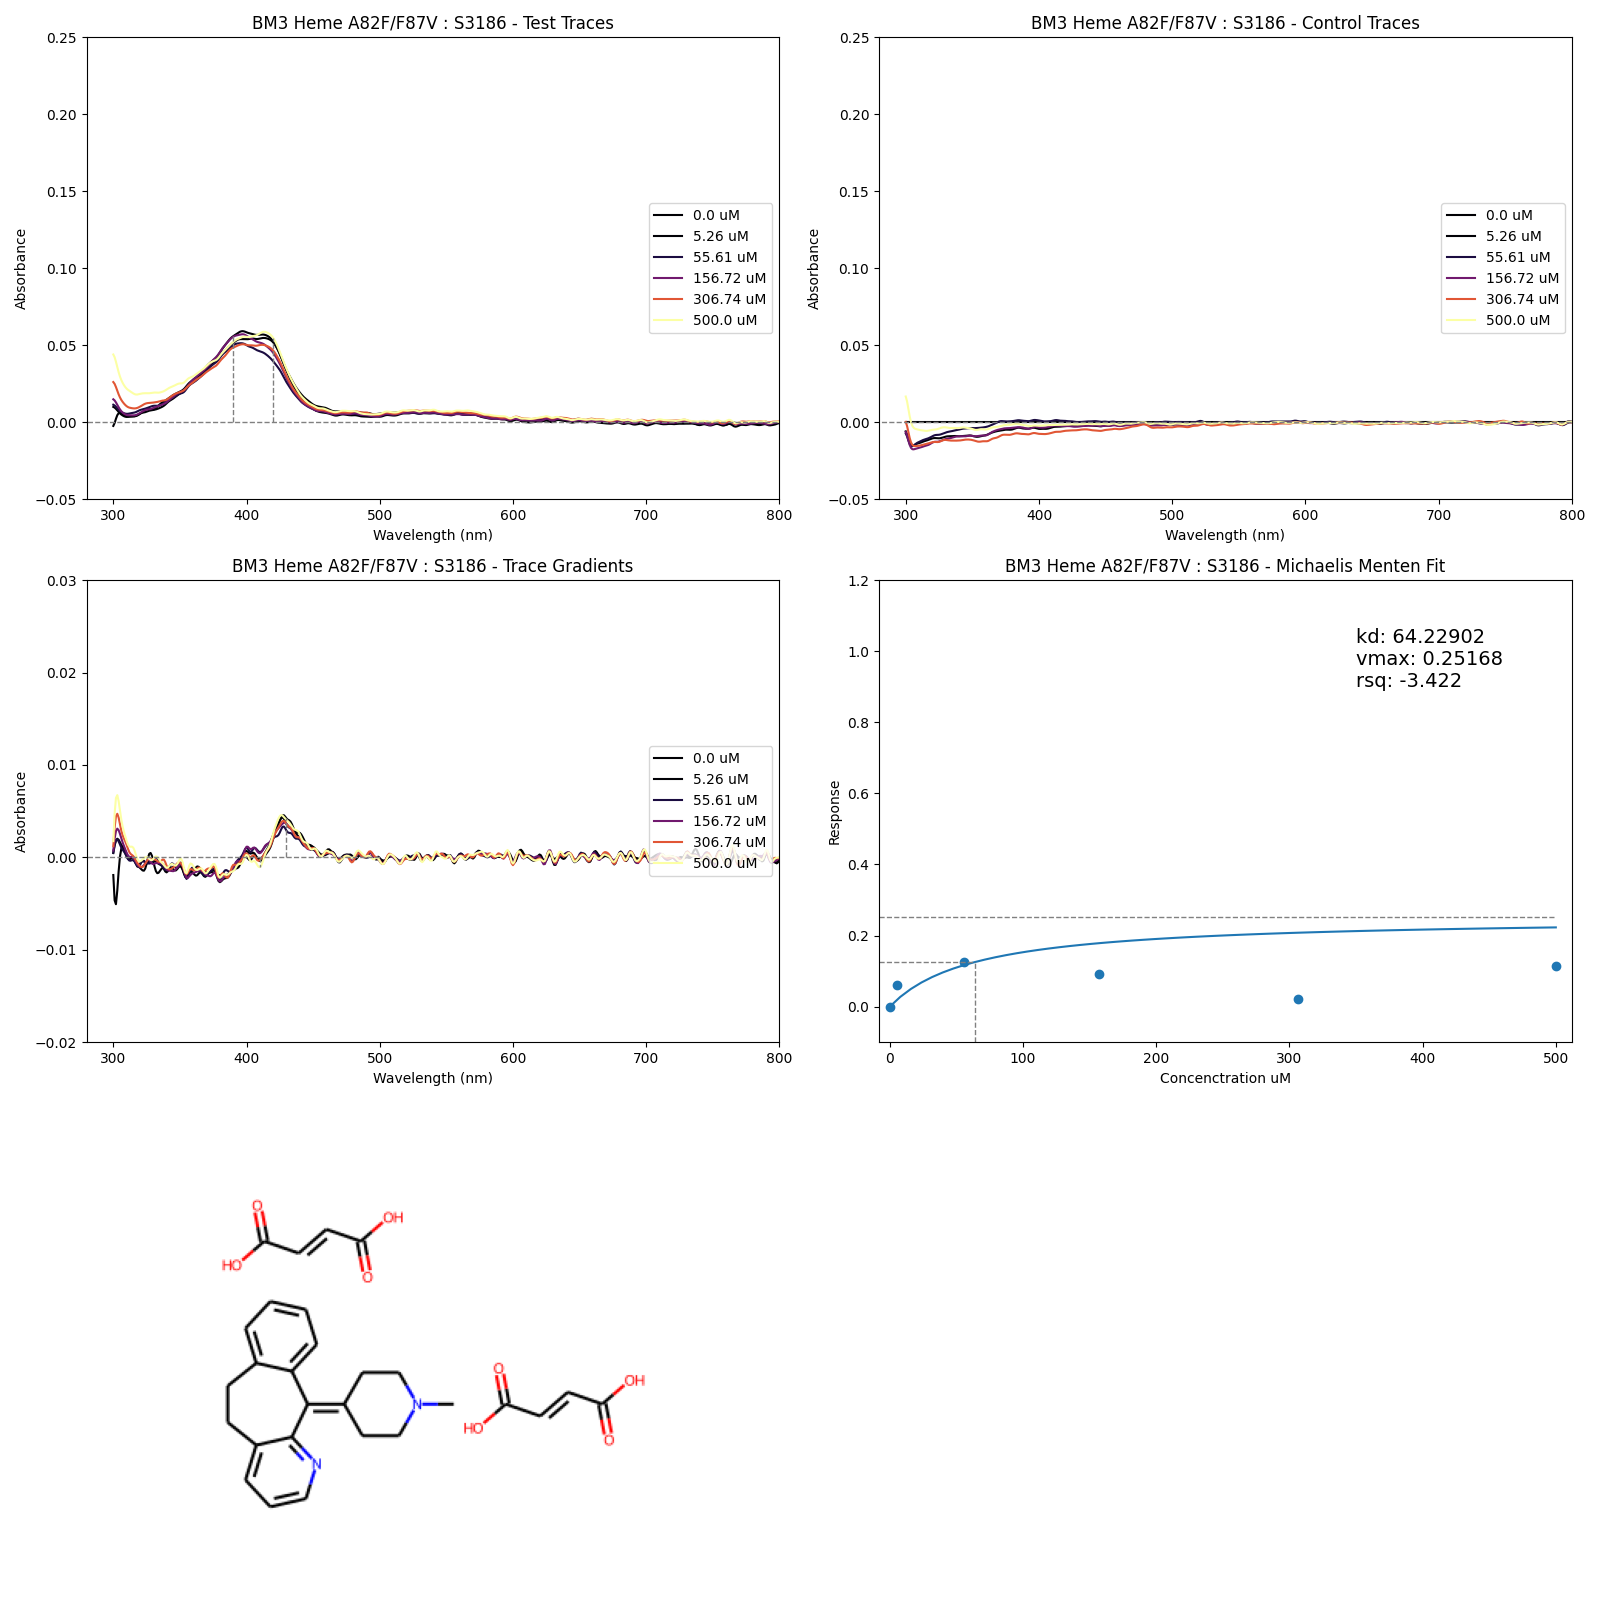 BM3 Heme A82F/F87V : S3186 - Test Traces
0.25
0.20
0.15
0.10
0.05
0.00
−0.05
Absorbance
300
400
500
600
700
800
Wavelength (nm)
0.0 uM
5.26 uM
55.61 uM
156.72 uM
306.74 uM
500.0 uM
BM3 Heme A82F/F87V : S3186 - Control Traces
0.25
0.20
0.15
0.10
0.05
0.00
−0.05
Absorbance
300
400
500
600
700
800
Wavelength (nm)
0.0 uM
5.26 uM
55.61 uM
156.72 uM
306.74 uM
500.0 uM
BM3 Heme A82F/F87V : S3186 - Trace Gradients
0.03
0.02
0.01
0.00
−0.01
−0.02
Absorbance
300
400
500
600
700
800
Wavelength (nm)
0.0 uM
5.26 uM
55.61 uM
156.72 uM
306.74 uM
500.0 uM
BM3 Heme A82F/F87V : S3186 - Michaelis Menten Fit
1.2
1.0
0.8
0.6
0.4
0.2
0.0
Response
0
100
200
300
400
500
Concenctration uM
kd: 64.22902
vmax: 0.25168
rsq: -3.422
O
OH
HO
O
N
N
O
OH
HO
O